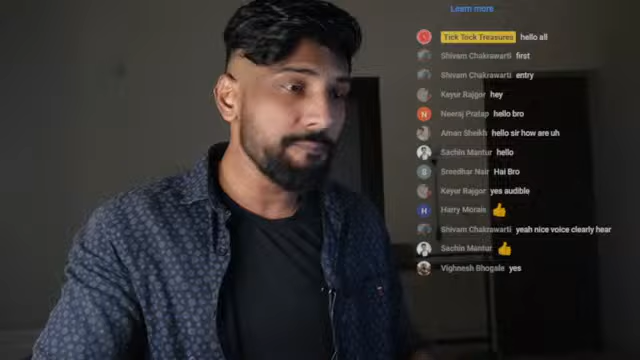 Learn more
Tick Tock Treasures hello all
Shivam Chakrawarti first
Shivam Chakrawarti entry
Keyur Rajgor hey
N Neeraj Pratap hello bro
Aman Sheikh hello sir how are uh
Sachin Mantur hello
S Sreedhar Nair Hai Bro
Keyur Rajgor yes audible
H Harry Morais 👍
Shivam Chakrawarti yeah nice voice clearly hear
Sachin Mantur 👍
Vighnesh Bhogale yes